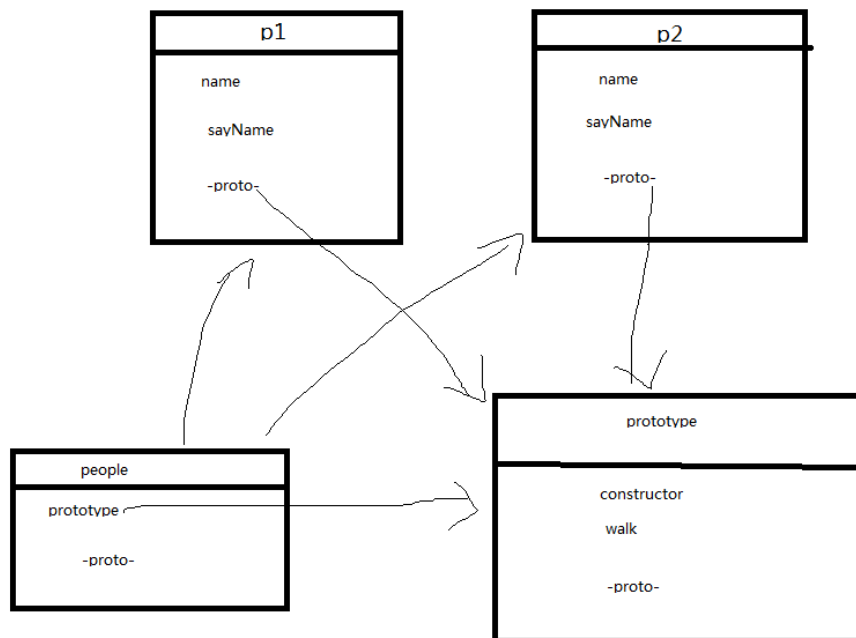 p1
name
sayName
-proto-
p2
name
sayName
-proto-
people
prototype
-proto-
prototype
constructor
walk
-proto-